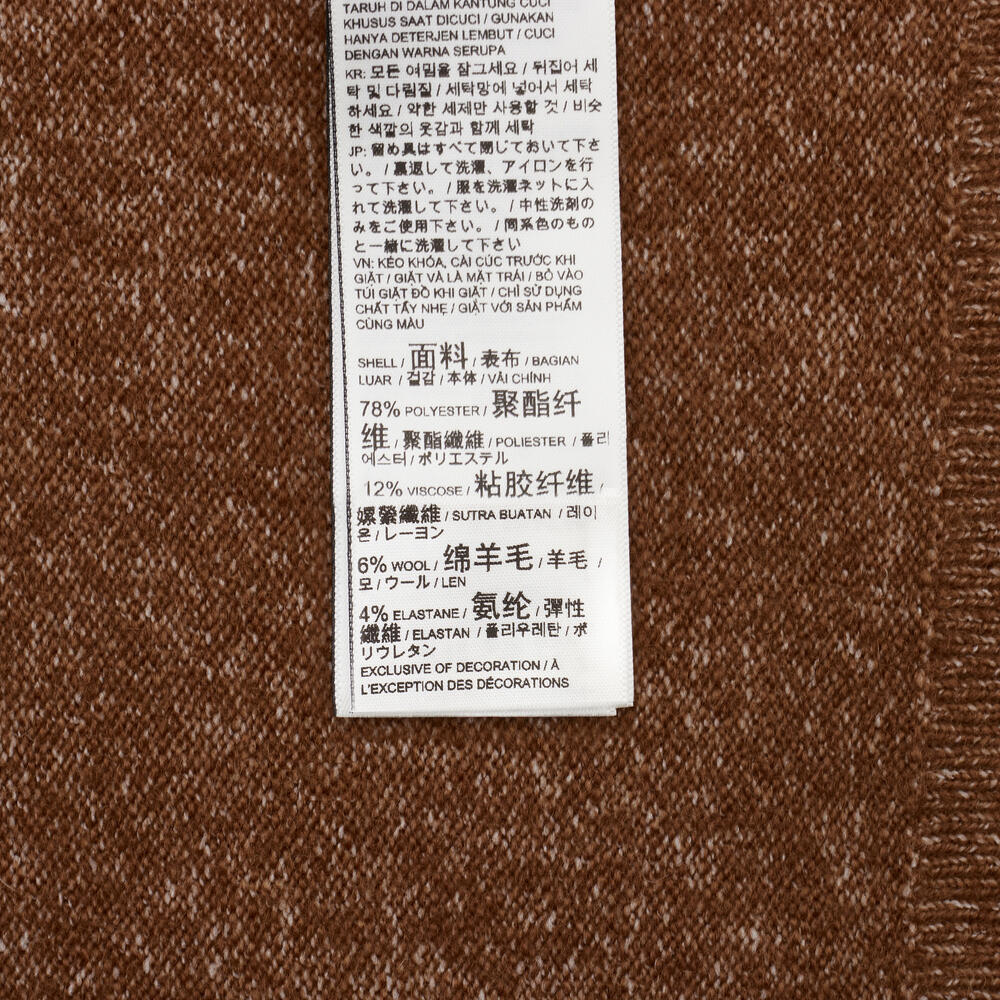 TARUH DI DALAM KANTUNG CUCI
KHUSUS SAAT DICUCI / GUNAKAN
HANYA DETERJEN LEMBUT / CUCI
DENGAN WARNA SERUPA
KR: 모든 여밈을 잠그세요 / 뒤집어 세
탁 및 다림질 / 세탁망에 넣어서 세탁
하세요 / 약한 세제만 사용할 것 / 비슷
한 색깔의 옷감과 함께 세탁
JP: 留め具はすべて閉じておいて下さ
い。 / 裏返して洗濯、アイロンを行
って下さい。 / 服を洗濯ネットに入
れて洗濯して下さい。 / 中性洗剤の
みをご使用下さい。 / 同系色のもの
と一緒に洗濯して下さい
VN: KÉO KHÓA, CÀI CÚC TRƯỚC KHI
GIẶT / GIẶT VÀ LÀ MẶT TRÁI / BỎ VÀO
TÚI GIẶT ĐỒ KHI GIẶT / CHỈ SỬ DỤNG
CHẤT TẨY NHẸ / GIẶT VỚI SẢN PHẨM
CÙNG MÀU
SHELL / 面料 / 表布 / BAGIAN
LUAR / 겉감 / 本体 / VẢI CHÍNH
78% POLYESTER / 聚酯纤
维 / 聚酯纖維 / POLIESTER / 폴리
에스터 / ポリエステル
12% VISCOSE / 粘胶纤维 /
嫘縈纖維 / SUTRA BUATAN / 레이
온 / レーヨン
6% WOOL / 绵羊毛 / 羊毛 /
모 / ウール / LEN
4% ELASTANE / 氨纶 / 彈性
纖維 / ELASTAN / 폴리우레탄 / ポ
リウレタン
EXCLUSIVE OF DECORATION / À
L'EXCEPTION DES DÉCORATIONS